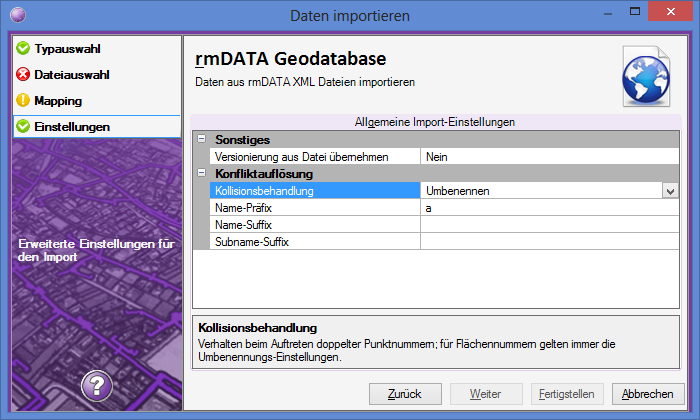 Daten importieren
Typauswahl
Dateiauswahl
Mapping
Einstellungen
Erweiterte Einstellungen für
den Import
rmDATA Geodatabase
Daten aus rmDATA XML Dateien importieren
Allgemeine Import-Einstellungen
Sonstiges
Versionierung aus Datei übernehmen Nein
Konfliktauflösung
Kollisionsbehandlung Umbenennen
Name-Präfix a
Name-Suffix
Subname-Suffix
Kollisionsbehandlung
Verhalten beim Auftreten doppelter Punktnummern; für Flächennummern gelten immer die
Umbenennungs-Einstellungen.
Zurück Weiter Fertigstellen Abbrechen